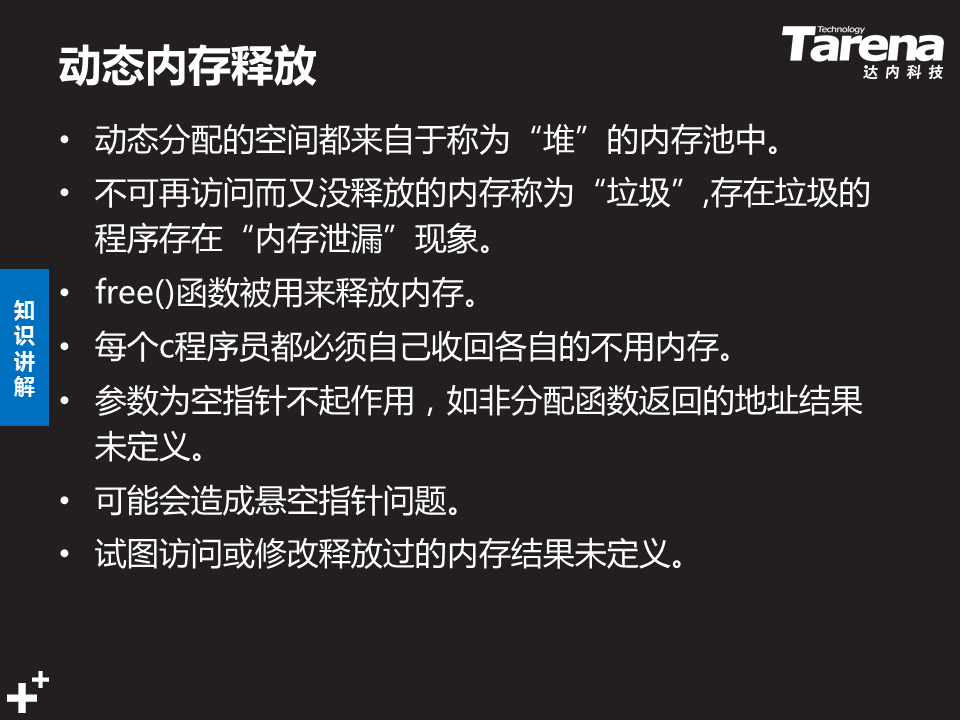 动态内存释放
Technology
Tarena
达内科技
• 动态分配的空间都来自于称为“堆”的内存池中。
• 不可再访问而又没释放的内存称为“垃圾”,存在垃圾的
程序存在“内存泄漏”现象。
• free()函数被用来释放内存。
• 每个c程序员都必须自己收回各自的不用内存。
• 参数为空指针不起作用，如非分配函数返回的地址结果
未定义。
• 可能会造成悬空指针问题。
• 试图访问或修改释放过的内存结果未定义。
知
识
讲
解